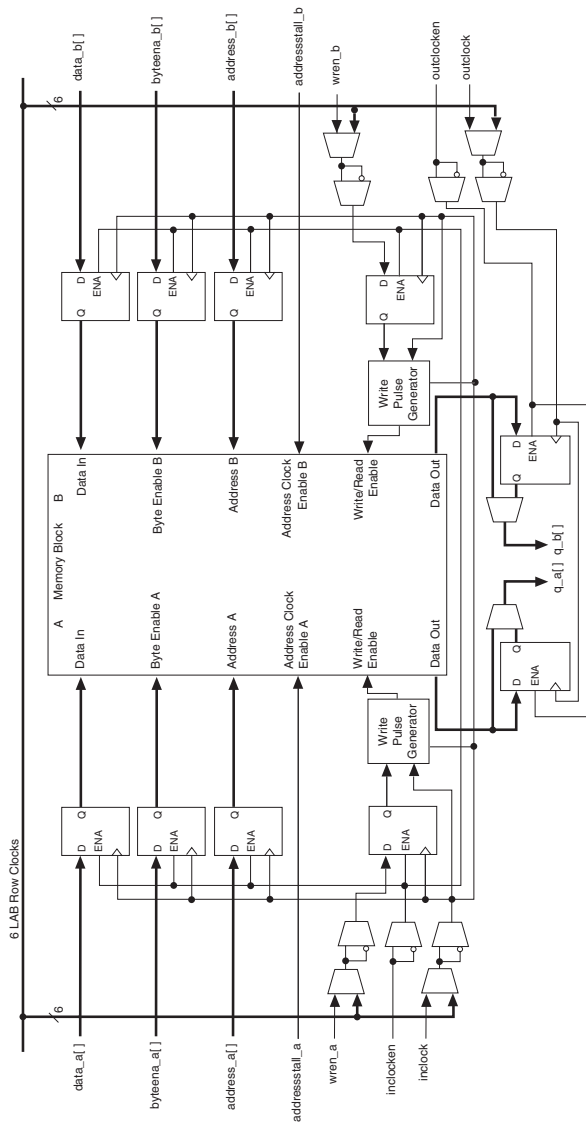 6 LAB Row Clocks
6
6
A
Memory Block
B
data_a[ ]
D
Q
ENA
Data In
Data In
Q
D
ENA
data_b[ ]
byteena_a[ ]
D
Q
ENA
Byte Enable A
Byte Enable B
Q
D
ENA
byteena_b[ ]
address_a[ ]
D
Q
ENA
Address A
Address B
Q
D
ENA
address_b[ ]
addressstall_a
Address Clock
Enable A
Address Clock
Enable B
addressstall_b
wren_a
wren_b
inclocken
inclock
D
Q
ENA
Write
Pulse
Generator
Write/Read
Enable
Write/Read
Enable
Write
Pulse
Generator
Q
D
ENA
Data Out
Data Out
outclocken
outclock
D
Q
ENA
Q
D
ENA
q_a[ ]
q_b[ ]